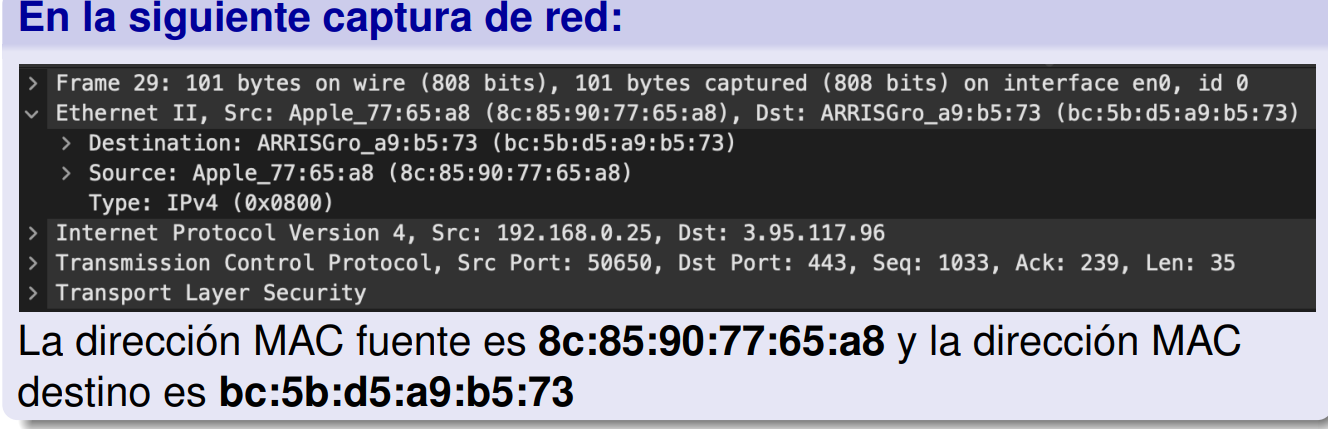 En la siguiente captura de red:
> Frame 29: 101 bytes on wire (808 bits), 101 bytes captured (808 bits) on interface en0, id 0
Ethernet II, Src: Apple_77:65:a8 (8c:85:90:77:65:a8), Dst: ARRISGro_a9:b5:73 (bc:5b:d5:a9:b5:73)
> Destination: ARRISGro_a9:b5:73 (bc:5b:d5:a9:b5:73)
> Source: Apple_77:65:a8 (8c:85:90:77:65:a8)
Type: IPv4 (0x0800)
> Internet Protocol Version 4, Src: 192.168.0.25, Dst: 3.95.117.96
> Transmission Control Protocol, Src Port: 50650, Dst Port: 443, Seq: 1033, Ack: 239, Len: 35
> Transport Layer Security
La dirección MAC fuente es 8c:85:90:77:65:a8 y la dirección MAC
destino es bc:5b:d5:a9:b5:73